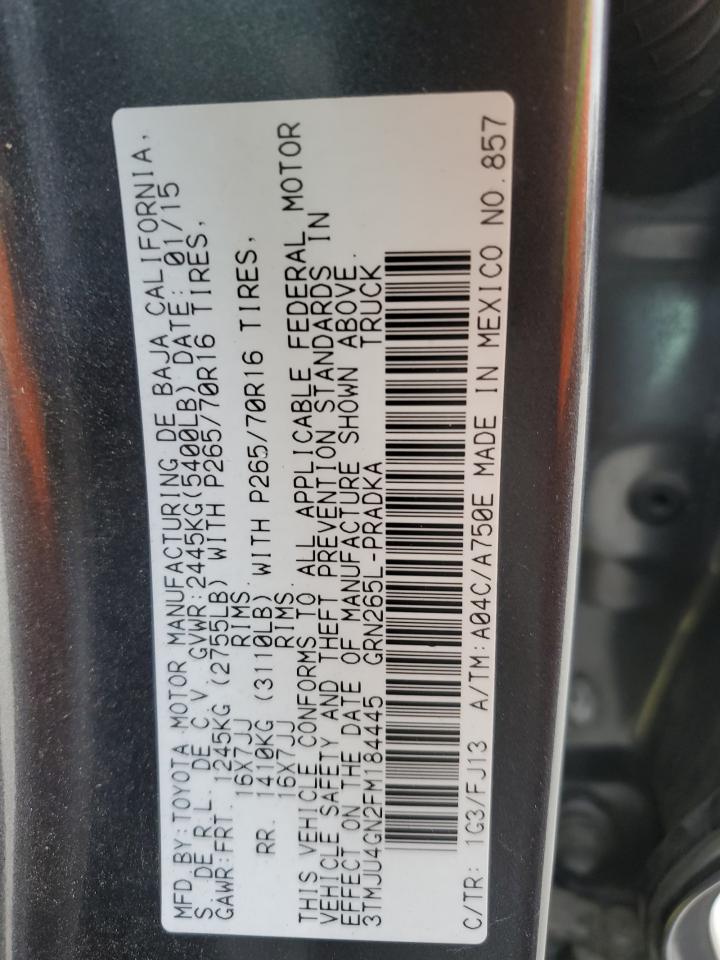 MFD.BY:TOYOTA MOTOR MANUFACTURING DE BAJA CALIFORNIA,
S. DE R.L. DE C.V. GVWR:2445KG(5400LB) DATE: 01/15
GAWR:FRT. 1245KG (2755LB) WITH P265/70R16 TIRES,
16X7JJ RIMS.
RR. 1410KG (3110LB) WITH P265/70R16 TIRES,
16X7JJ RIMS.
THIS VEHICLE CONFORMS TO ALL APPLICABLE FEDERAL MOTOR
VEHICLE SAFETY AND THEFT PREVENTION STANDARDS IN
EFFECT ON THE DATE OF MANUFACTURE SHOWN ABOVE.
3TMJU4GN2FM184445 GRN265L-PRADKA TRUCK
C/TR: 1G3/FJ13 A/TM:A04C/A750E MADE IN MEXICO NO.857